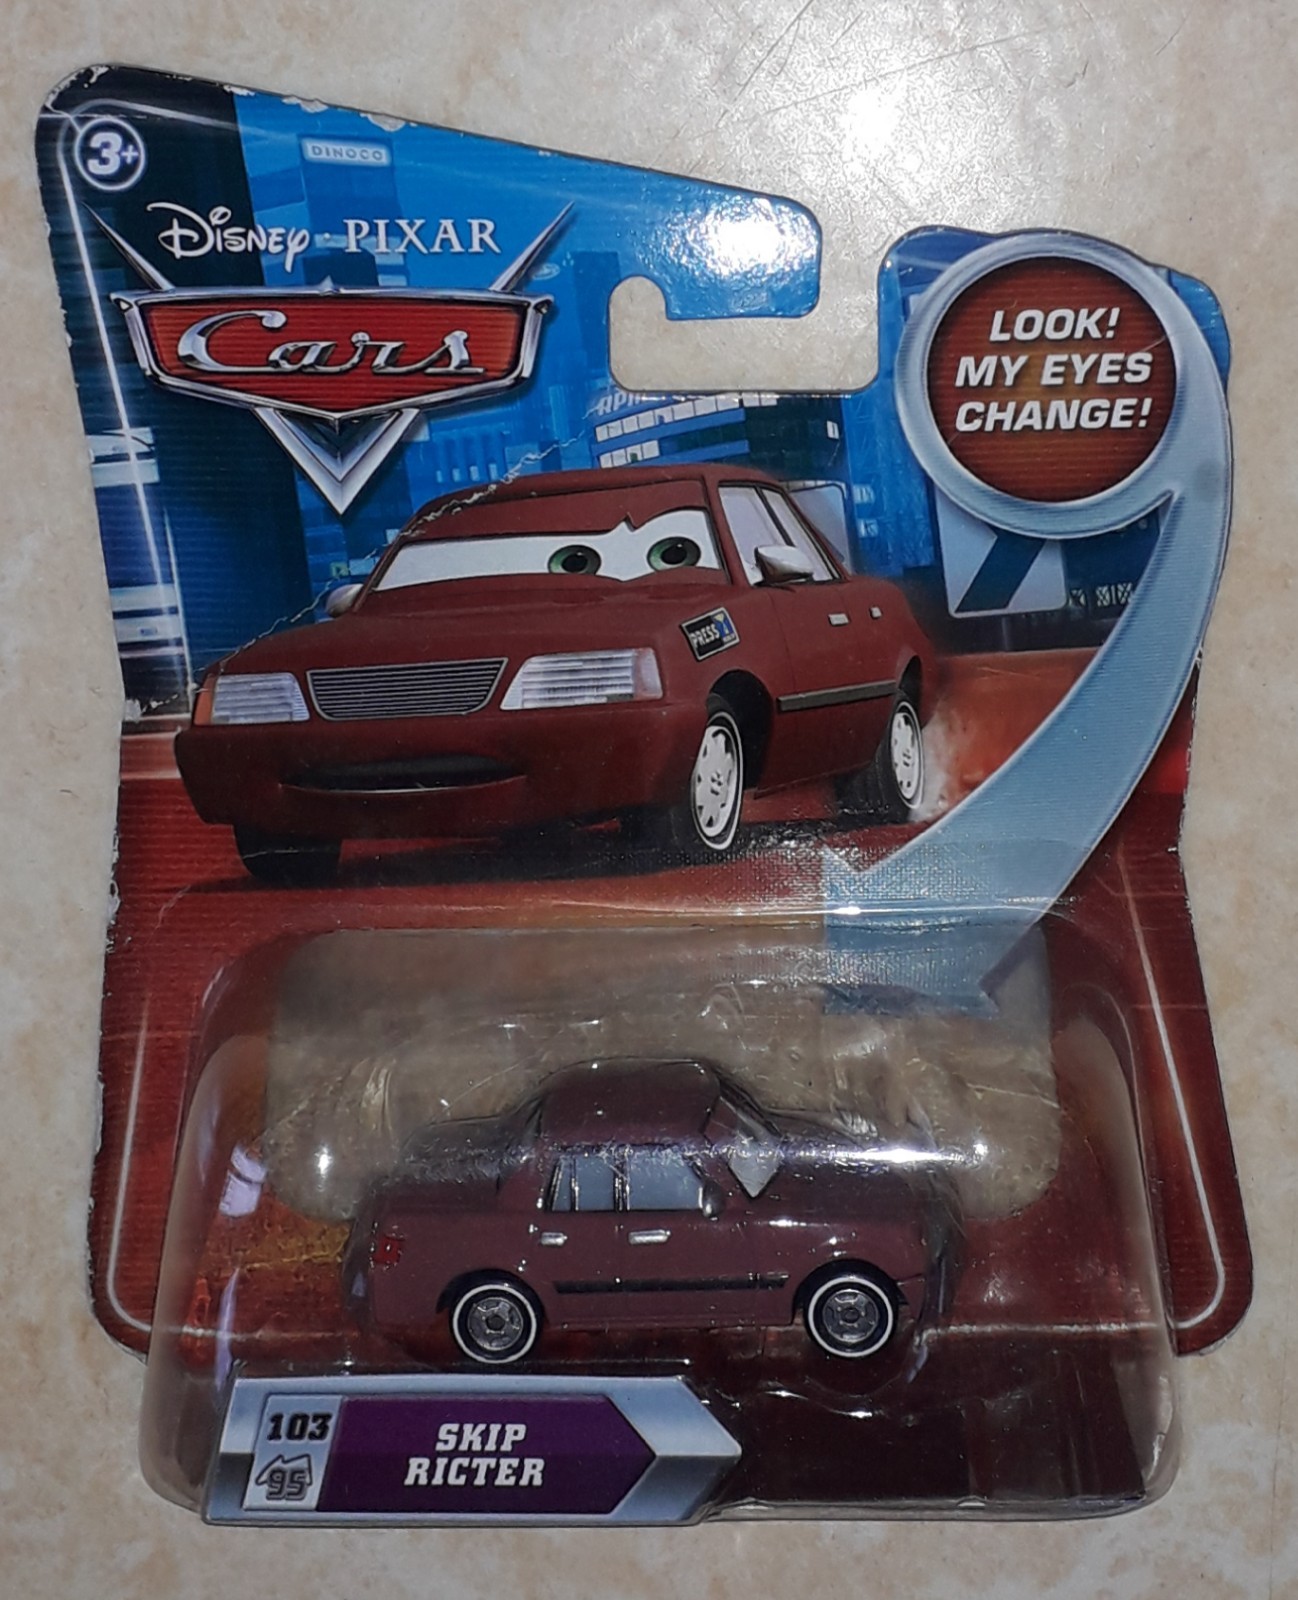 3+
DINOCO
DISNEY · PIXAR
Cars
LOOK!
MY EYES
CHANGE!
PRESS
103
95
SKIP
RICTER